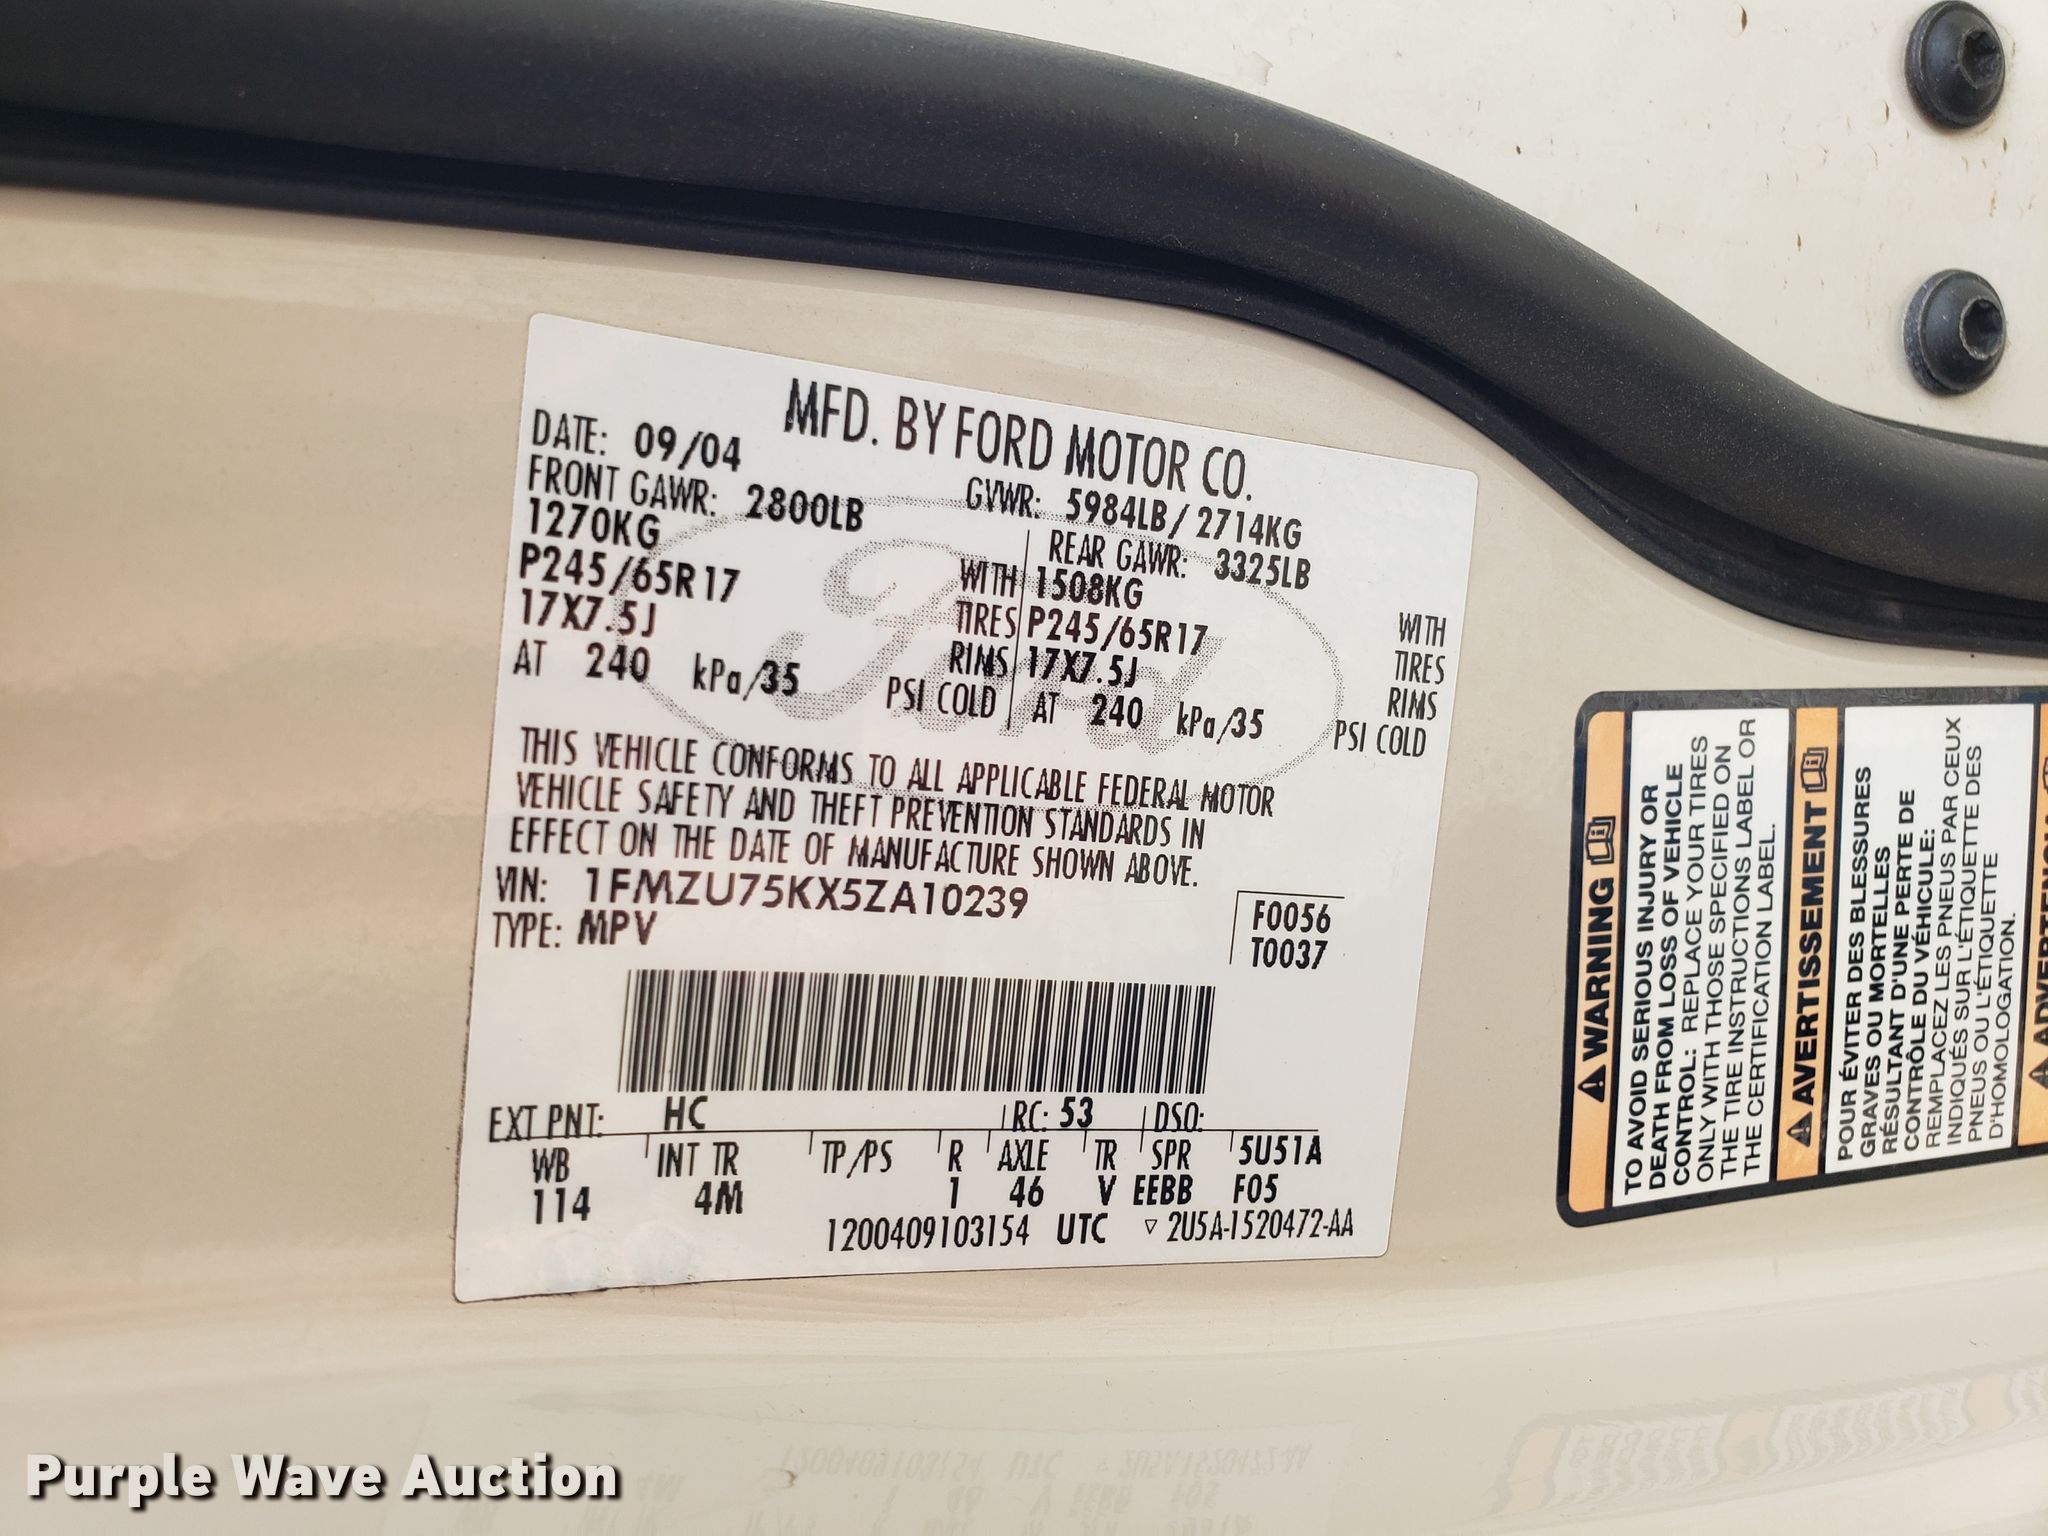 MFD. BY FORD MOTOR CO.
DATE: 09/04
GVWR: 5984LB/2714KG
FRONT GAWR: 2800LB
1270KG WITH
P245/65R17 TIRES
17X7.5J RIMS
AT 240 kPa/35 PSI COLD
REAR GAWR: 3325LB
1508KG WITH
P245/65R17 TIRES
17X7.5J RIMS
AT 240 kPa/35 PSI COLD
Ford
THIS VEHICLE CONFORMS TO ALL APPLICABLE FEDERAL MOTOR
VEHICLE SAFETY AND THEFT PREVENTION STANDARDS IN
EFFECT ON THE DATE OF MANUFACTURE SHOWN ABOVE.
VIN: 1FMZU75KX5ZA10239
TYPE: MPV
F0056
T0037
EXT PNT: HC RC: 53 DSO:
WB INT TR TP/PS R AXLE TR SPR 5U51A
114 4M 1 46 V EEBB F05
1200409103154 UTC ▽ 2U5A-1520472-AA
⚠ WARNING
TO AVOID SERIOUS INJURY OR
DEATH FROM LOSS OF VEHICLE
CONTROL: REPLACE YOUR TIRES
ONLY WITH THOSE SPECIFIED ON
THE TIRE INSTRUCTIONS LABEL OR
THE CERTIFICATION LABEL.
⚠ AVERTISSEMENT
POUR ÉVITER DES BLESSURES
GRAVES OU MORTELLES
RÉSULTANT D'UNE PERTE DE
CONTRÔLE DU VÉHICULE:
REMPLACEZ LES PNEUS PAR CEUX
INDIQUÉS SUR L'ÉTIQUETTE DES
PNEUS OU L'ÉTIQUETTE
D'HOMOLOGATION.
Purple Wave Auction